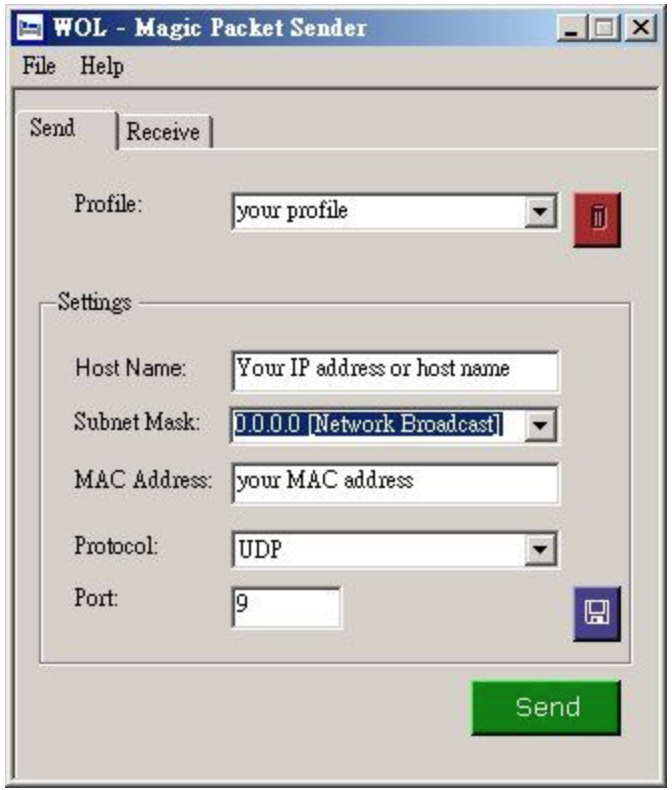 WOL - Magic Packet Sender
File Help
Send Receive
Profile: your profile
Settings
Host Name: Your IP address or host name
Subnet Mask: 0.0.0.0 [Network Broadcast]
MAC Address: your MAC address
Protocol: UDP
Port: 9
Send